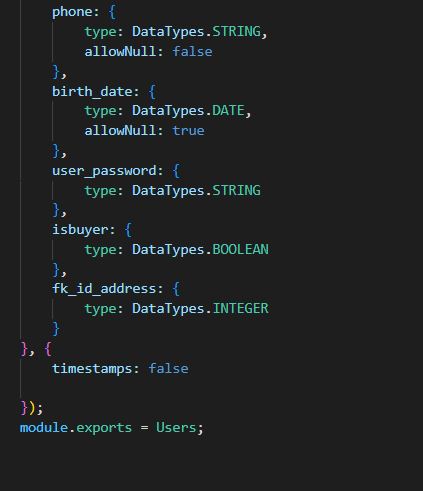 phone: {
type: DataTypes.STRING,
allowNull: false
},
birth_date: {
type: DataTypes.DATE,
allowNull: true
},
user_password: {
type: DataTypes.STRING
},
isbuyer: {
type: DataTypes.BOOLEAN
},
fk_id_address: {
type: DataTypes.INTEGER
}
}, {
timestamps: false
});
module.exports = Users;